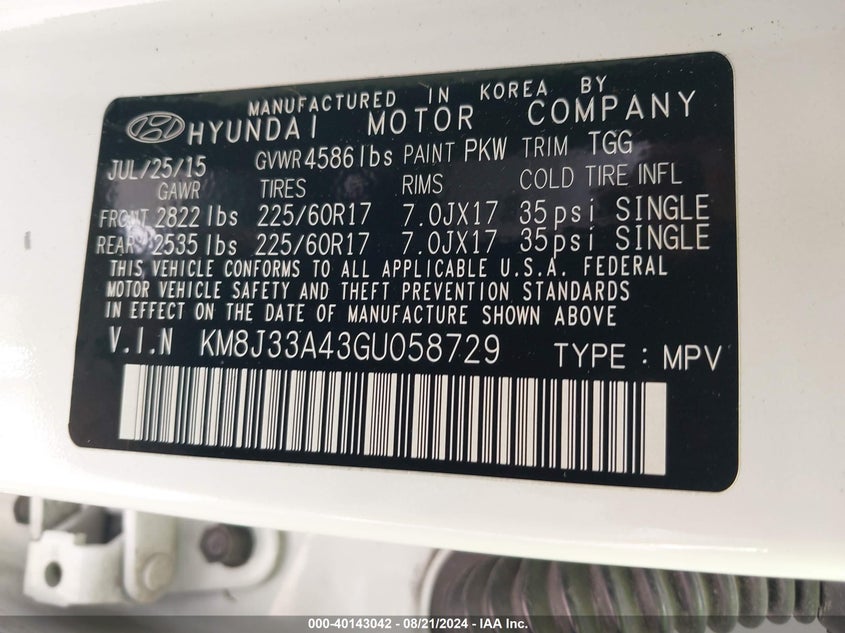 MANUFACTURED IN KOREA BY
HYUNDAI MOTOR COMPANY
JUL/25/15 GVWR 4586lbs PAINT PKW TRIM TGG
GAWR TIRES RIMS COLD TIRE INFL
FRONT 2822 lbs 225/60R17 7.0JX17 35psi SINGLE
REAR 2535 lbs 225/60R17 7.0JX17 35psi SINGLE
THIS VEHICLE CONFORMS TO ALL APPLICABLE U.S.A. FEDERAL
MOTOR VEHICLE SAFETY AND THEFT PREVENTION STANDARDS
IN EFFECT ON THE DATE OF MANUFACTURE SHOWN ABOVE
V.I.N KM8J33A43GU058729 TYPE : MPV
000-40143042 - 08/21/2024 - IAA Inc.